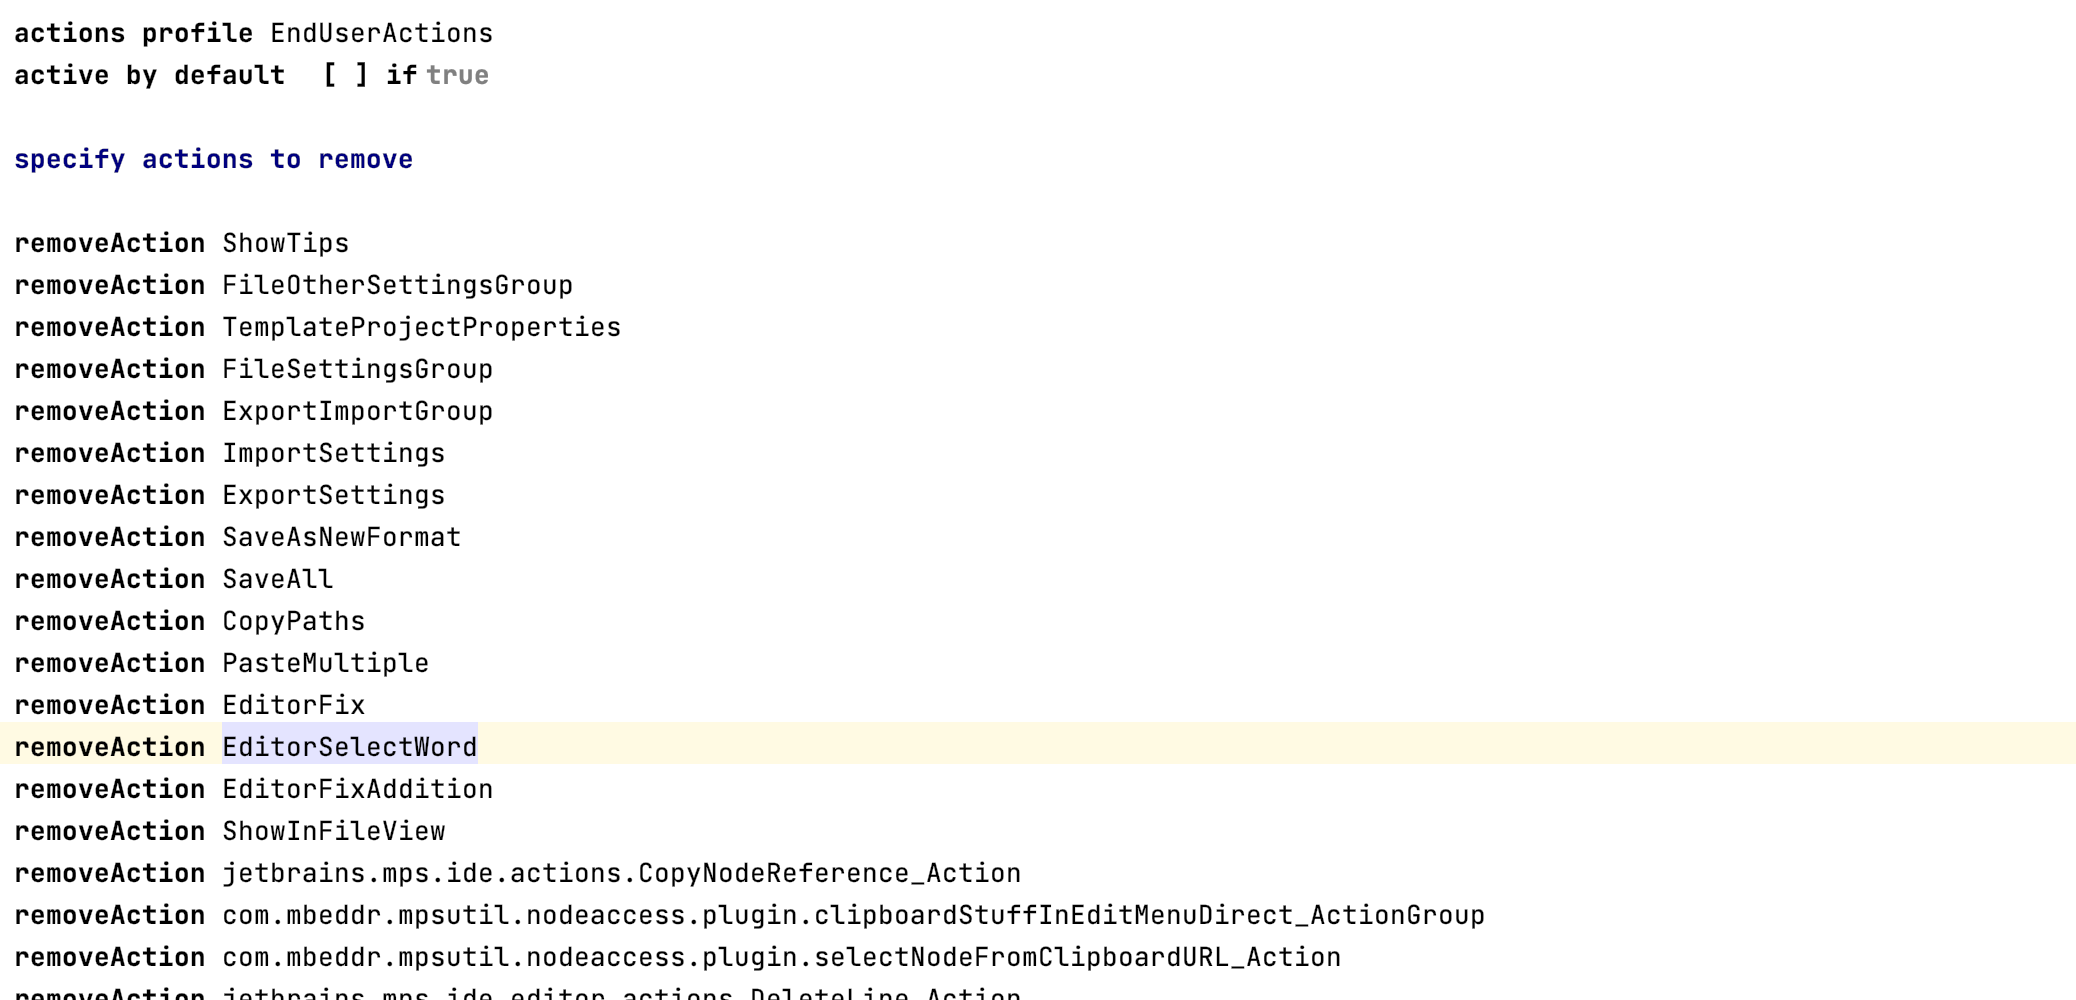 actions profile EndUserActions
active by default [ ] if true
specify actions to remove
removeAction ShowTips
removeAction FileOtherSettingsGroup
removeAction TemplateProjectProperties
removeAction FileSettingsGroup
removeAction ExportImportGroup
removeAction ImportSettings
removeAction ExportSettings
removeAction SaveAsNewFormat
removeAction SaveAll
removeAction CopyPaths
removeAction PasteMultiple
removeAction EditorFix
removeAction EditorSelectWord
removeAction EditorFixAddition
removeAction ShowInFileView
removeAction jetbrains.mps.ide.actions.CopyNodeReference_Action
removeAction com.mbeddr.mpsutil.nodeaccess.plugin.clipboardStuffInEditMenuDirect_ActionGroup
removeAction com.mbeddr.mpsutil.nodeaccess.plugin.selectNodeFromClipboardURL_Action
removeAction jetbrains.mps.ide.editor.actions.DeleteLine_Action